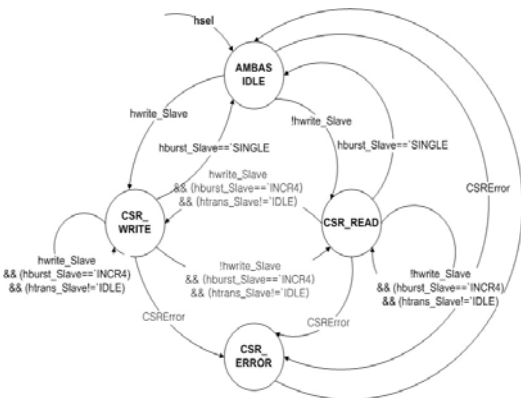 hsel
AMBAS
IDLE
hwrite_Slave
!hwrite_Slave
hburst_Slave==`SINGLE
hburst_Slave==`SINGLE
hwrite_Slave
&& (hburst_Slave==`INCR4)
&& (htrans_Slave!=`IDLE)
CSRError
CSR_
WRITE
CSR_READ
hwrite_Slave
&& (hburst_Slave==`INCR4)
&& (htrans_Slave!=`IDLE)
!hwrite_Slave
&& (hburst_Slave==`INCR4)
&& (htrans_Slave!=`IDLE)
!hwrite_Slave
&& (hburst_Slave==`INCR4)
&& (htrans_Slave!=`IDLE)
CSRError
CSRError
CSR_
ERROR